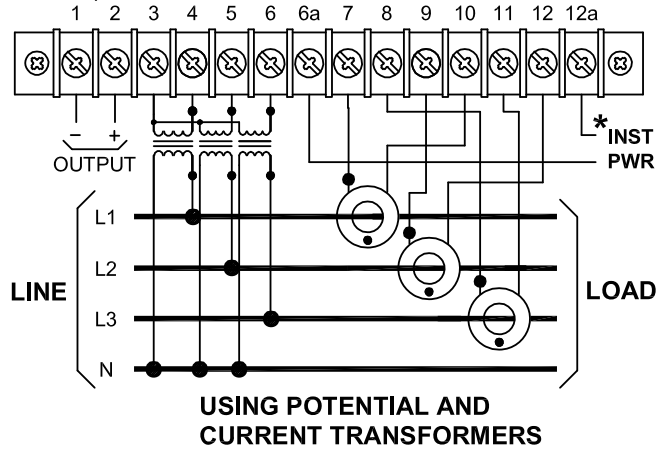 1 2 3 4 5 6 6a 7 8 9 10 11 12 12a
– +
OUTPUT
* INST
PWR
L1
L2
LINE
LOAD
L3
N
USING POTENTIAL AND
CURRENT TRANSFORMERS